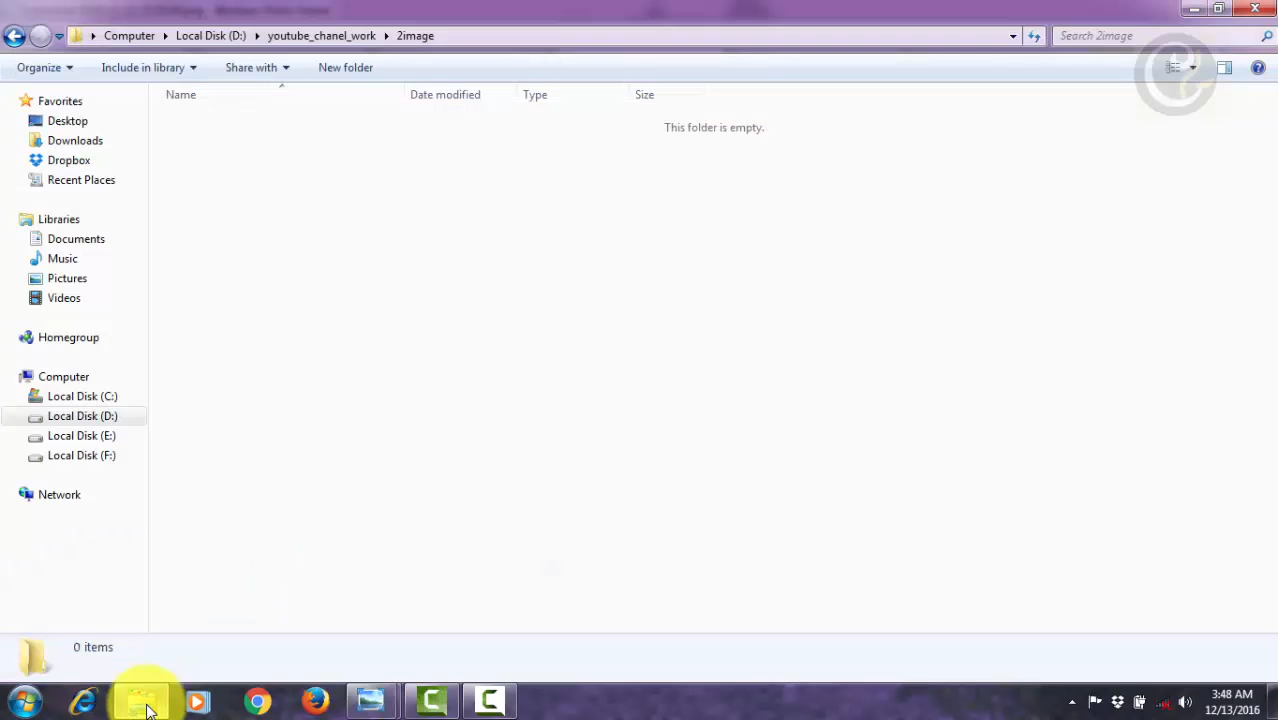 Computer Local Disk (D:) youtube_chanel_work 2image Search 2image
Organize Include in library Share with New folder
Name Date modified Type Size
This folder is empty.
Favorites
Desktop
Downloads
Dropbox
Recent Places
Libraries
Documents
Music
Pictures
Videos
Homegroup
Computer
Local Disk (C:)
Local Disk (D:)
Local Disk (E:)
Local Disk (F:)
Network
0 items
3:48 AM
12/13/2016